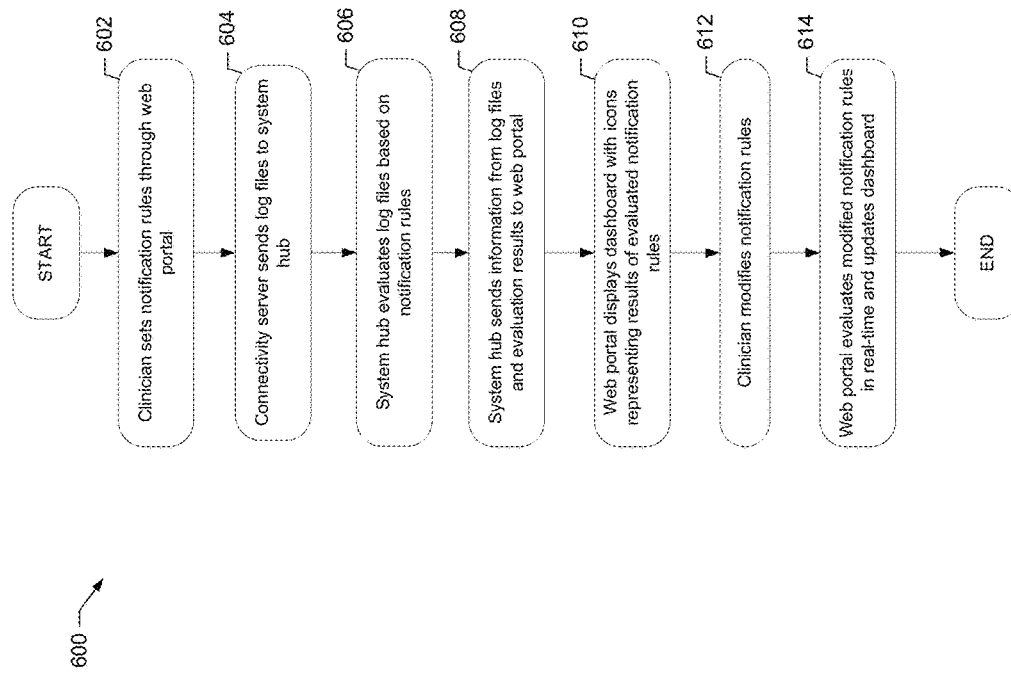 600
START
602
Clinician sets notification rules through web
portal
604
Connectivity server sends log files to system
hub
606
System hub evaluates log files based on
notification rules
608
System hub sends information from log files
and evaluation results to web portal
610
Web portal displays dashboard with icons
representing results of evaluated notification
rules
612
Clinician modifies notification rules
614
Web portal evaluates modified notification rules
in real-time and updates dashboard
END